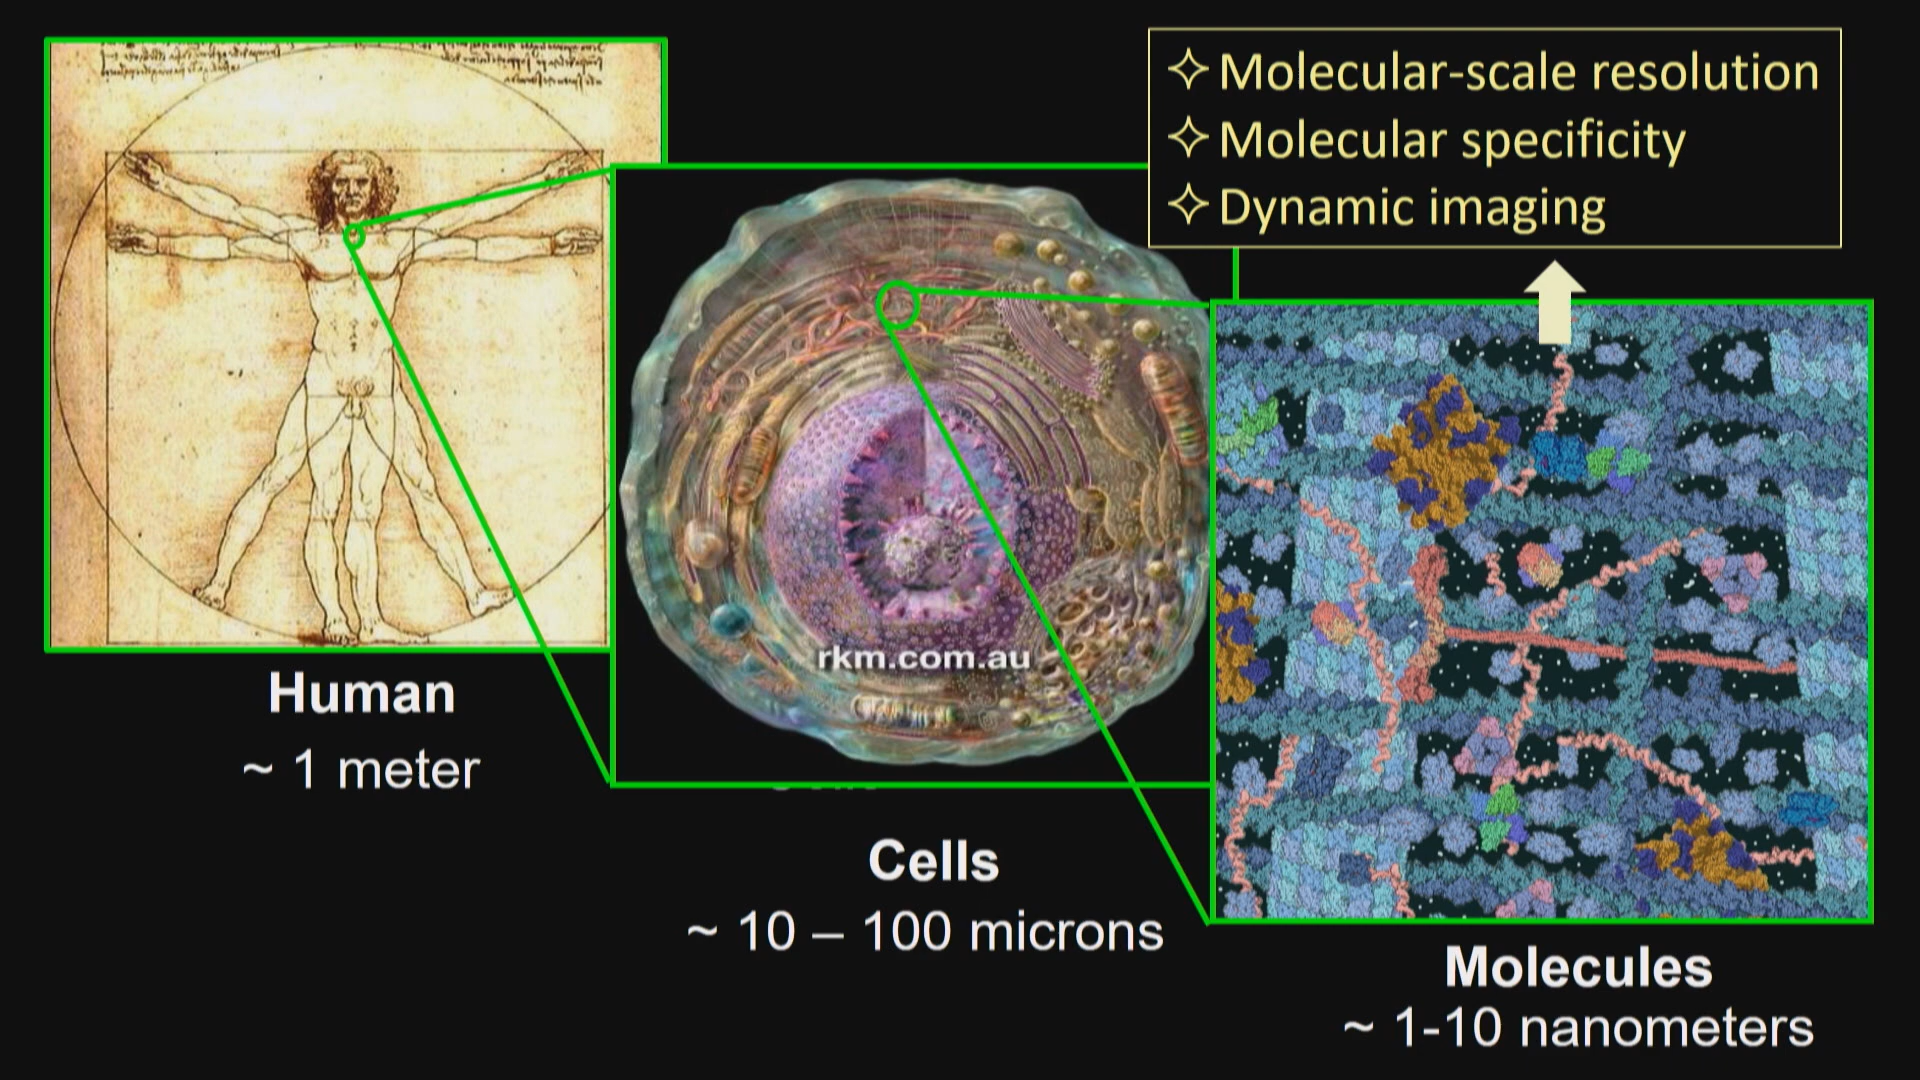 ✧ Molecular-scale resolution
✧ Molecular specificity
✧ Dynamic imaging
rkm.com.au
Human
~ 1 meter
Cells
~ 10 – 100 microns
Molecules
~ 1-10 nanometers